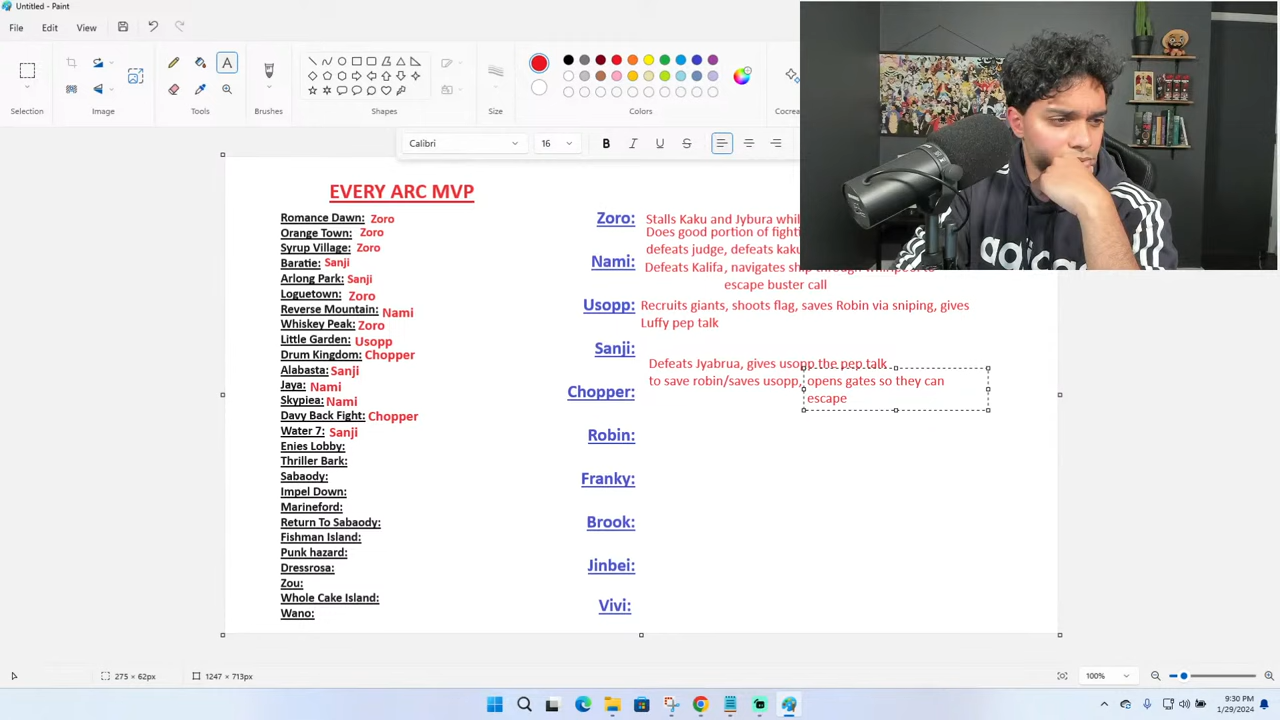 Untitled - Paint
File Edit View
Selection Image Tools Brushes Shapes Size Colors
Calibri 16 B I U S
EVERY ARC MVP
Romance Dawn: Zoro
Orange Town: Zoro
Syrup Village: Zoro
Baratie: Sanji
Arlong Park: Sanji
Loguetown: Zoro
Reverse Mountain: Nami
Whiskey Peak: Zoro
Little Garden: Usopp
Drum Kingdom: Chopper
Alabasta: Sanji
Jaya: Nami
Skypiea: Nami
Davy Back Fight: Chopper
Water 7: Sanji
Enies Lobby:
Thriller Bark:
Sabaody:
Impel Down:
Marineford:
Return To Sabaody:
Fishman Island:
Punk hazard:
Dressrosa:
Zou:
Whole Cake Island:
Wano:
Zoro: Stalls Kaku and Jybura
Does good portion of
defeats judge, defeats
Nami: Defeats Kalifa, navigates ship through
escape buster call
Usopp: Recruits giants, shoots flag, saves Robin via sniping, gives
Luffy pep talk
Sanji:
Defeats Jyabrua, gives usopp the pep talk
to save robin/saves usopp, opens gates so they can
escape
Chopper:
Robin:
Franky:
Brook:
Jinbei:
Vivi:
275 × 62px 1247 × 713px 100%
9:30 PM
1/29/2024